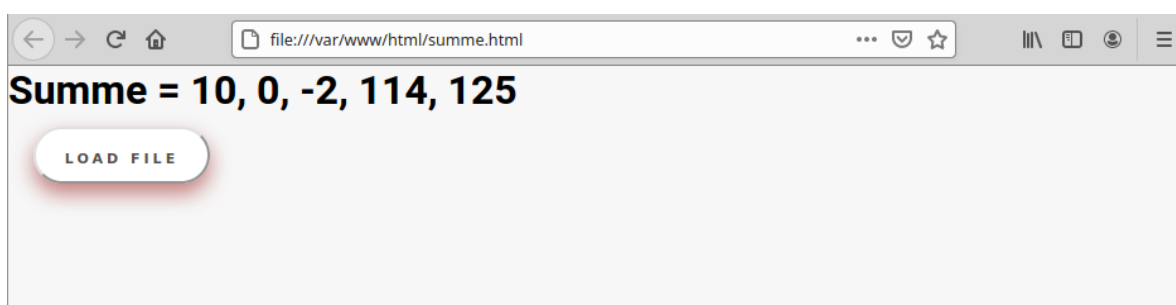 file:///var/www/html/summe.html
Summe = 10, 0, -2, 114, 125
LOAD FILE